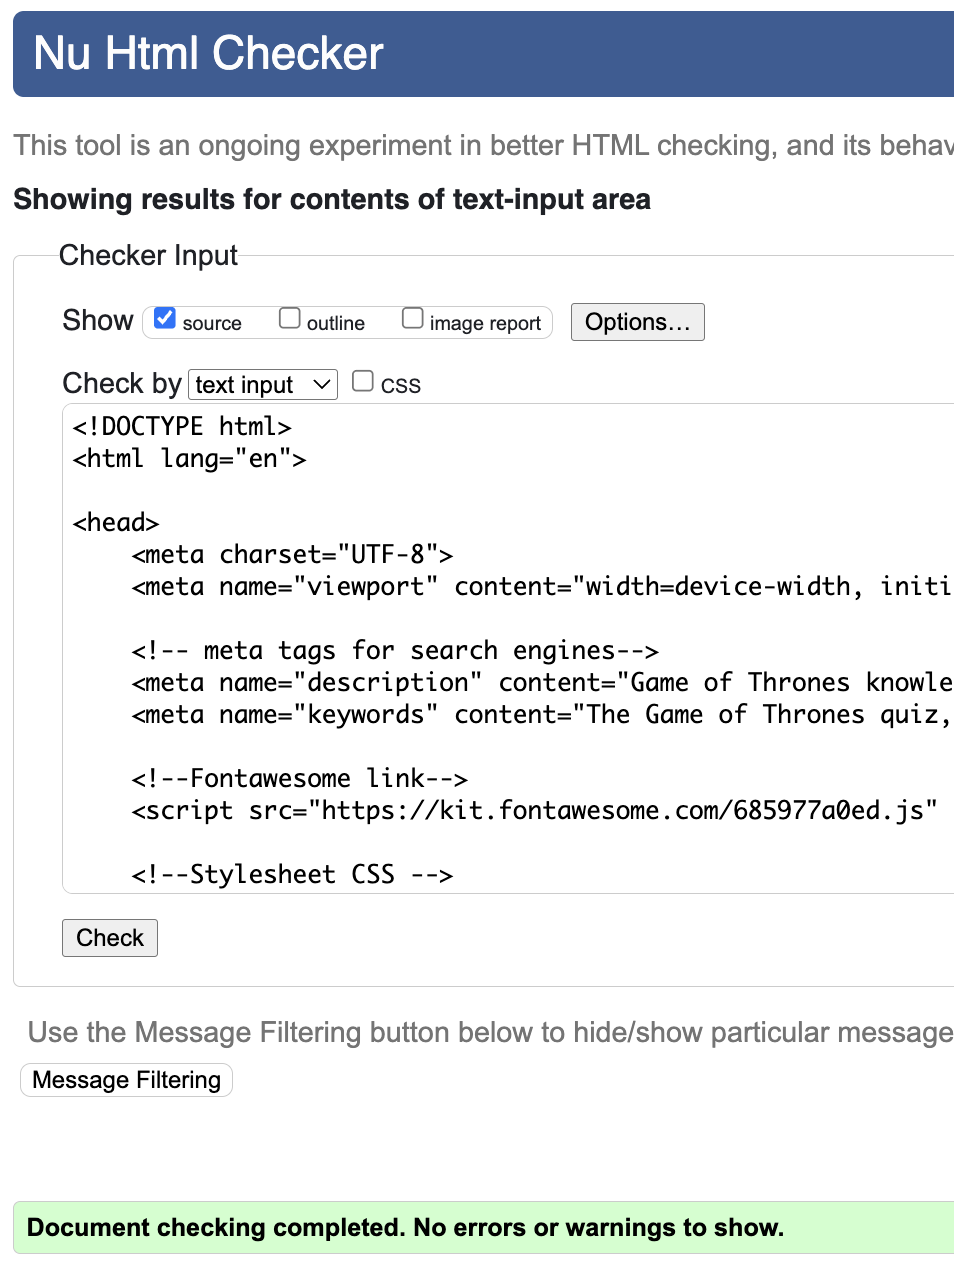 Nu Html Checker
This tool is an ongoing experiment in better HTML checking, and its behav
Showing results for contents of text-input area
Checker Input
Show source outline image report Options...
Check by text input CSS
<!DOCTYPE html>
<html lang="en">
<head>
<meta charset="UTF-8">
<meta name="viewport" content="width=device-width, initi
<!-- meta tags for search engines-->
<meta name="description" content="Game of Thrones knowle
<meta name="keywords" content="The Game of Thrones quiz,
<!--Fontawesome link-->
<script src="https://kit.fontawesome.com/685977a0ed.js"
<!--Stylesheet CSS -->
Check
Use the Message Filtering button below to hide/show particular message
Message Filtering
Document checking completed. No errors or warnings to show.